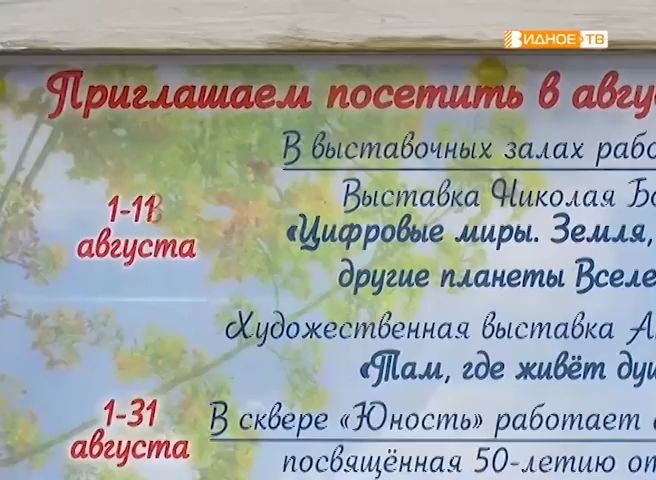 ВИДНОЕ-ТВ
Приглашаем посетить в авгу
В выставочных залах рабо
1-11 августа
Выставка Николая Бо
«Цифровые миры. Земля,
другие планеты Вселе
Художественная выставка А
«Там, где живёт ду
1-31 августа
В сквере «Юность» работает
посвящённая 50-летию от